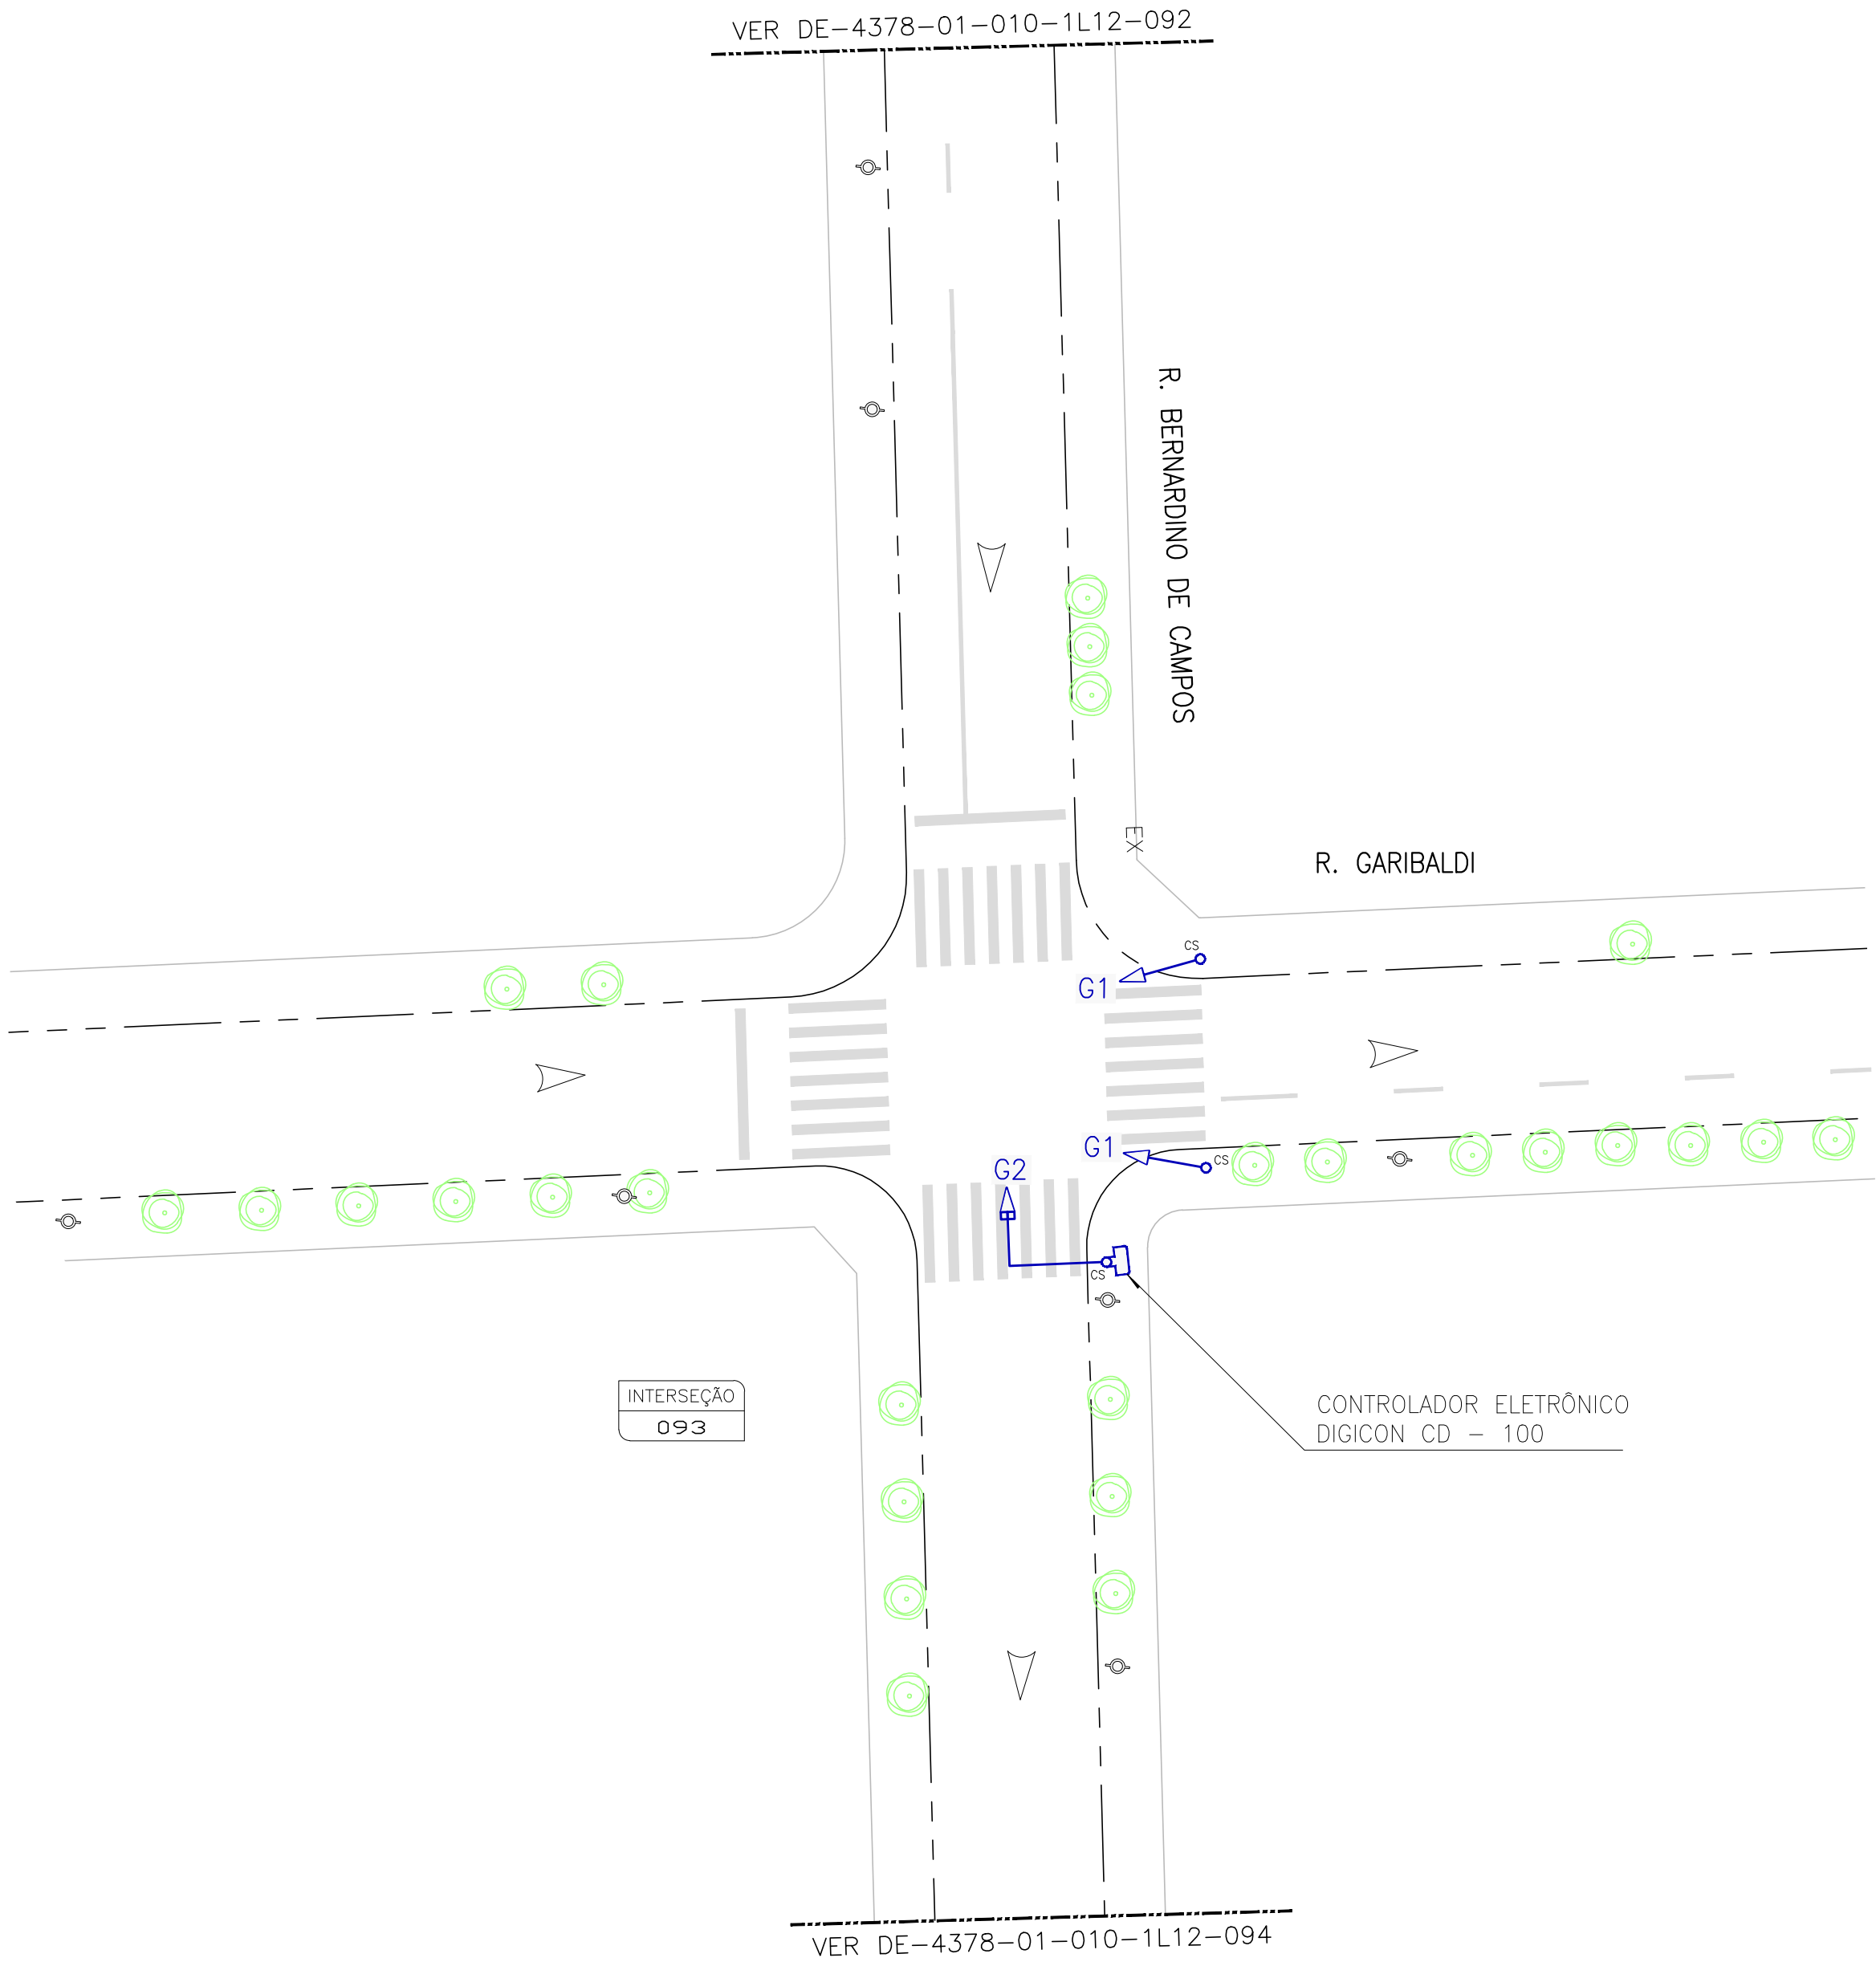 VER DE-4378-01-010-1L12-092
R. BERNARDINO DE CAMPOS
EX
R. GARIBALDI
CS
G1
G1
CS
G2
CS
INTERSEÇÃO
093
CONTROLADOR ELETRÔNICO
DIGICON CD - 100
VER DE-4378-01-010-1L12-094